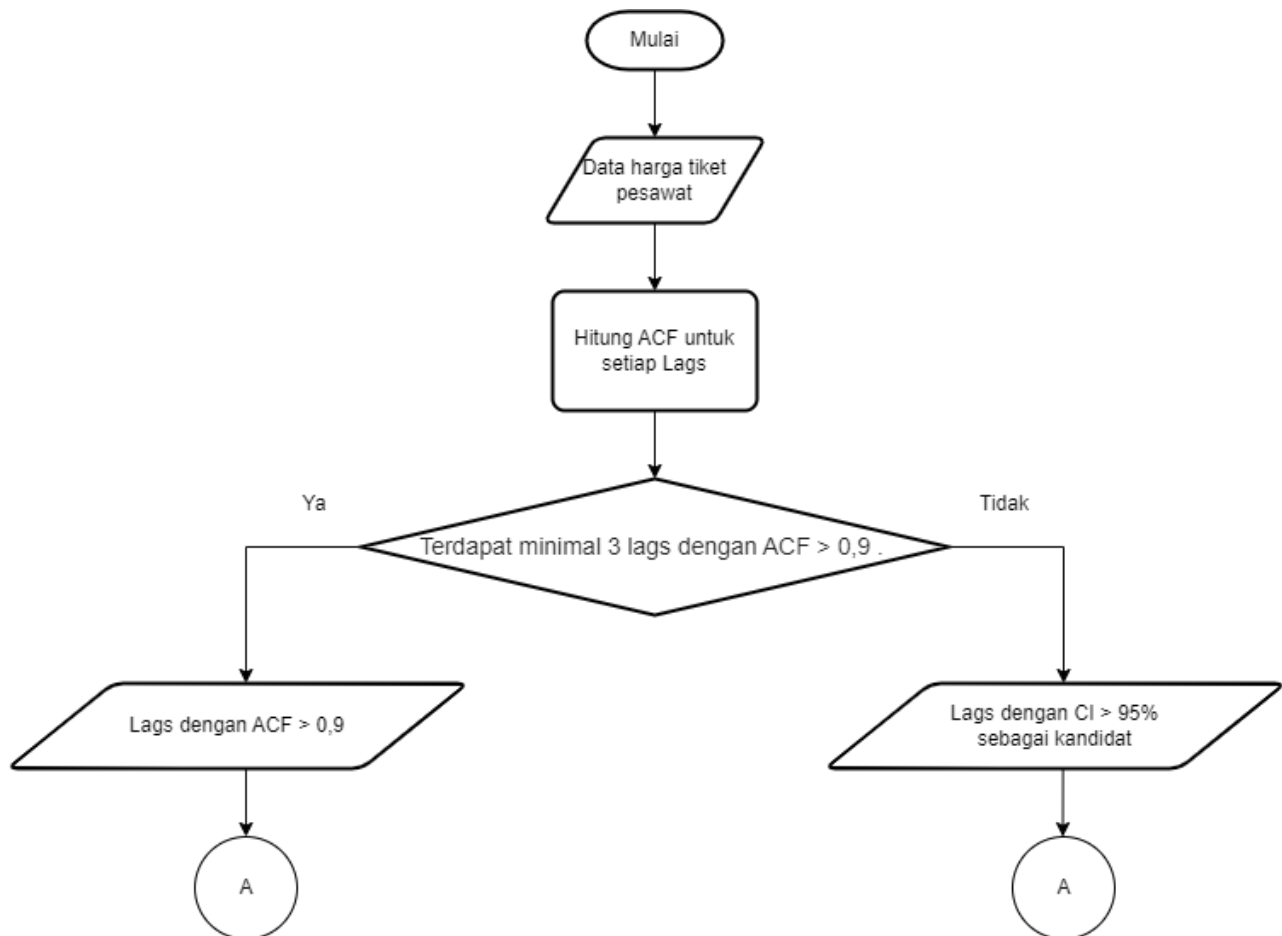 Mulai
Data harga tiket
pesawat
Hitung ACF untuk
setiap Lags
Ya
Tidak
Terdapat minimal 3 lags dengan ACF > 0,9 .
Lags dengan ACF > 0,9
Lags dengan CI > 95%
sebagai kandidat
A
A